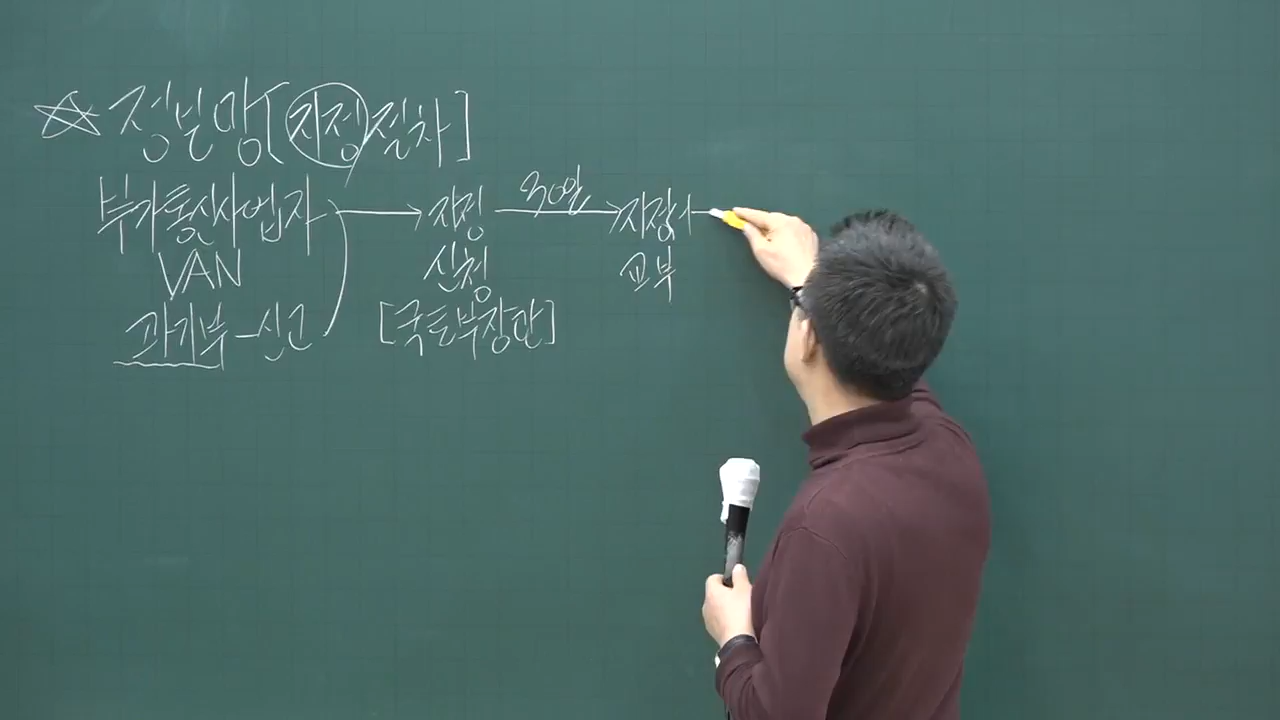 ☆ 정보망[지정절차]
부가통신사업자 → 지정 30일 → 지정서
VAN 신청 교부
과기부-신고 [국토부장관]